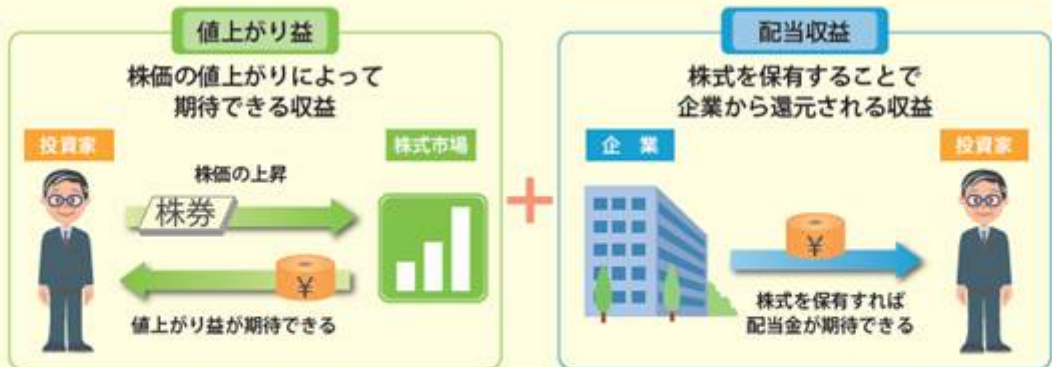 値上がり益
株価の値上がりによって
期待できる収益
投資家
株式市場
株価の上昇
株券
¥
値上がり益が期待できる
+
配当収益
株式を保有することで
企業から還元される収益
企　業
投資家
¥
株式を保有すれば
配当金が期待できる